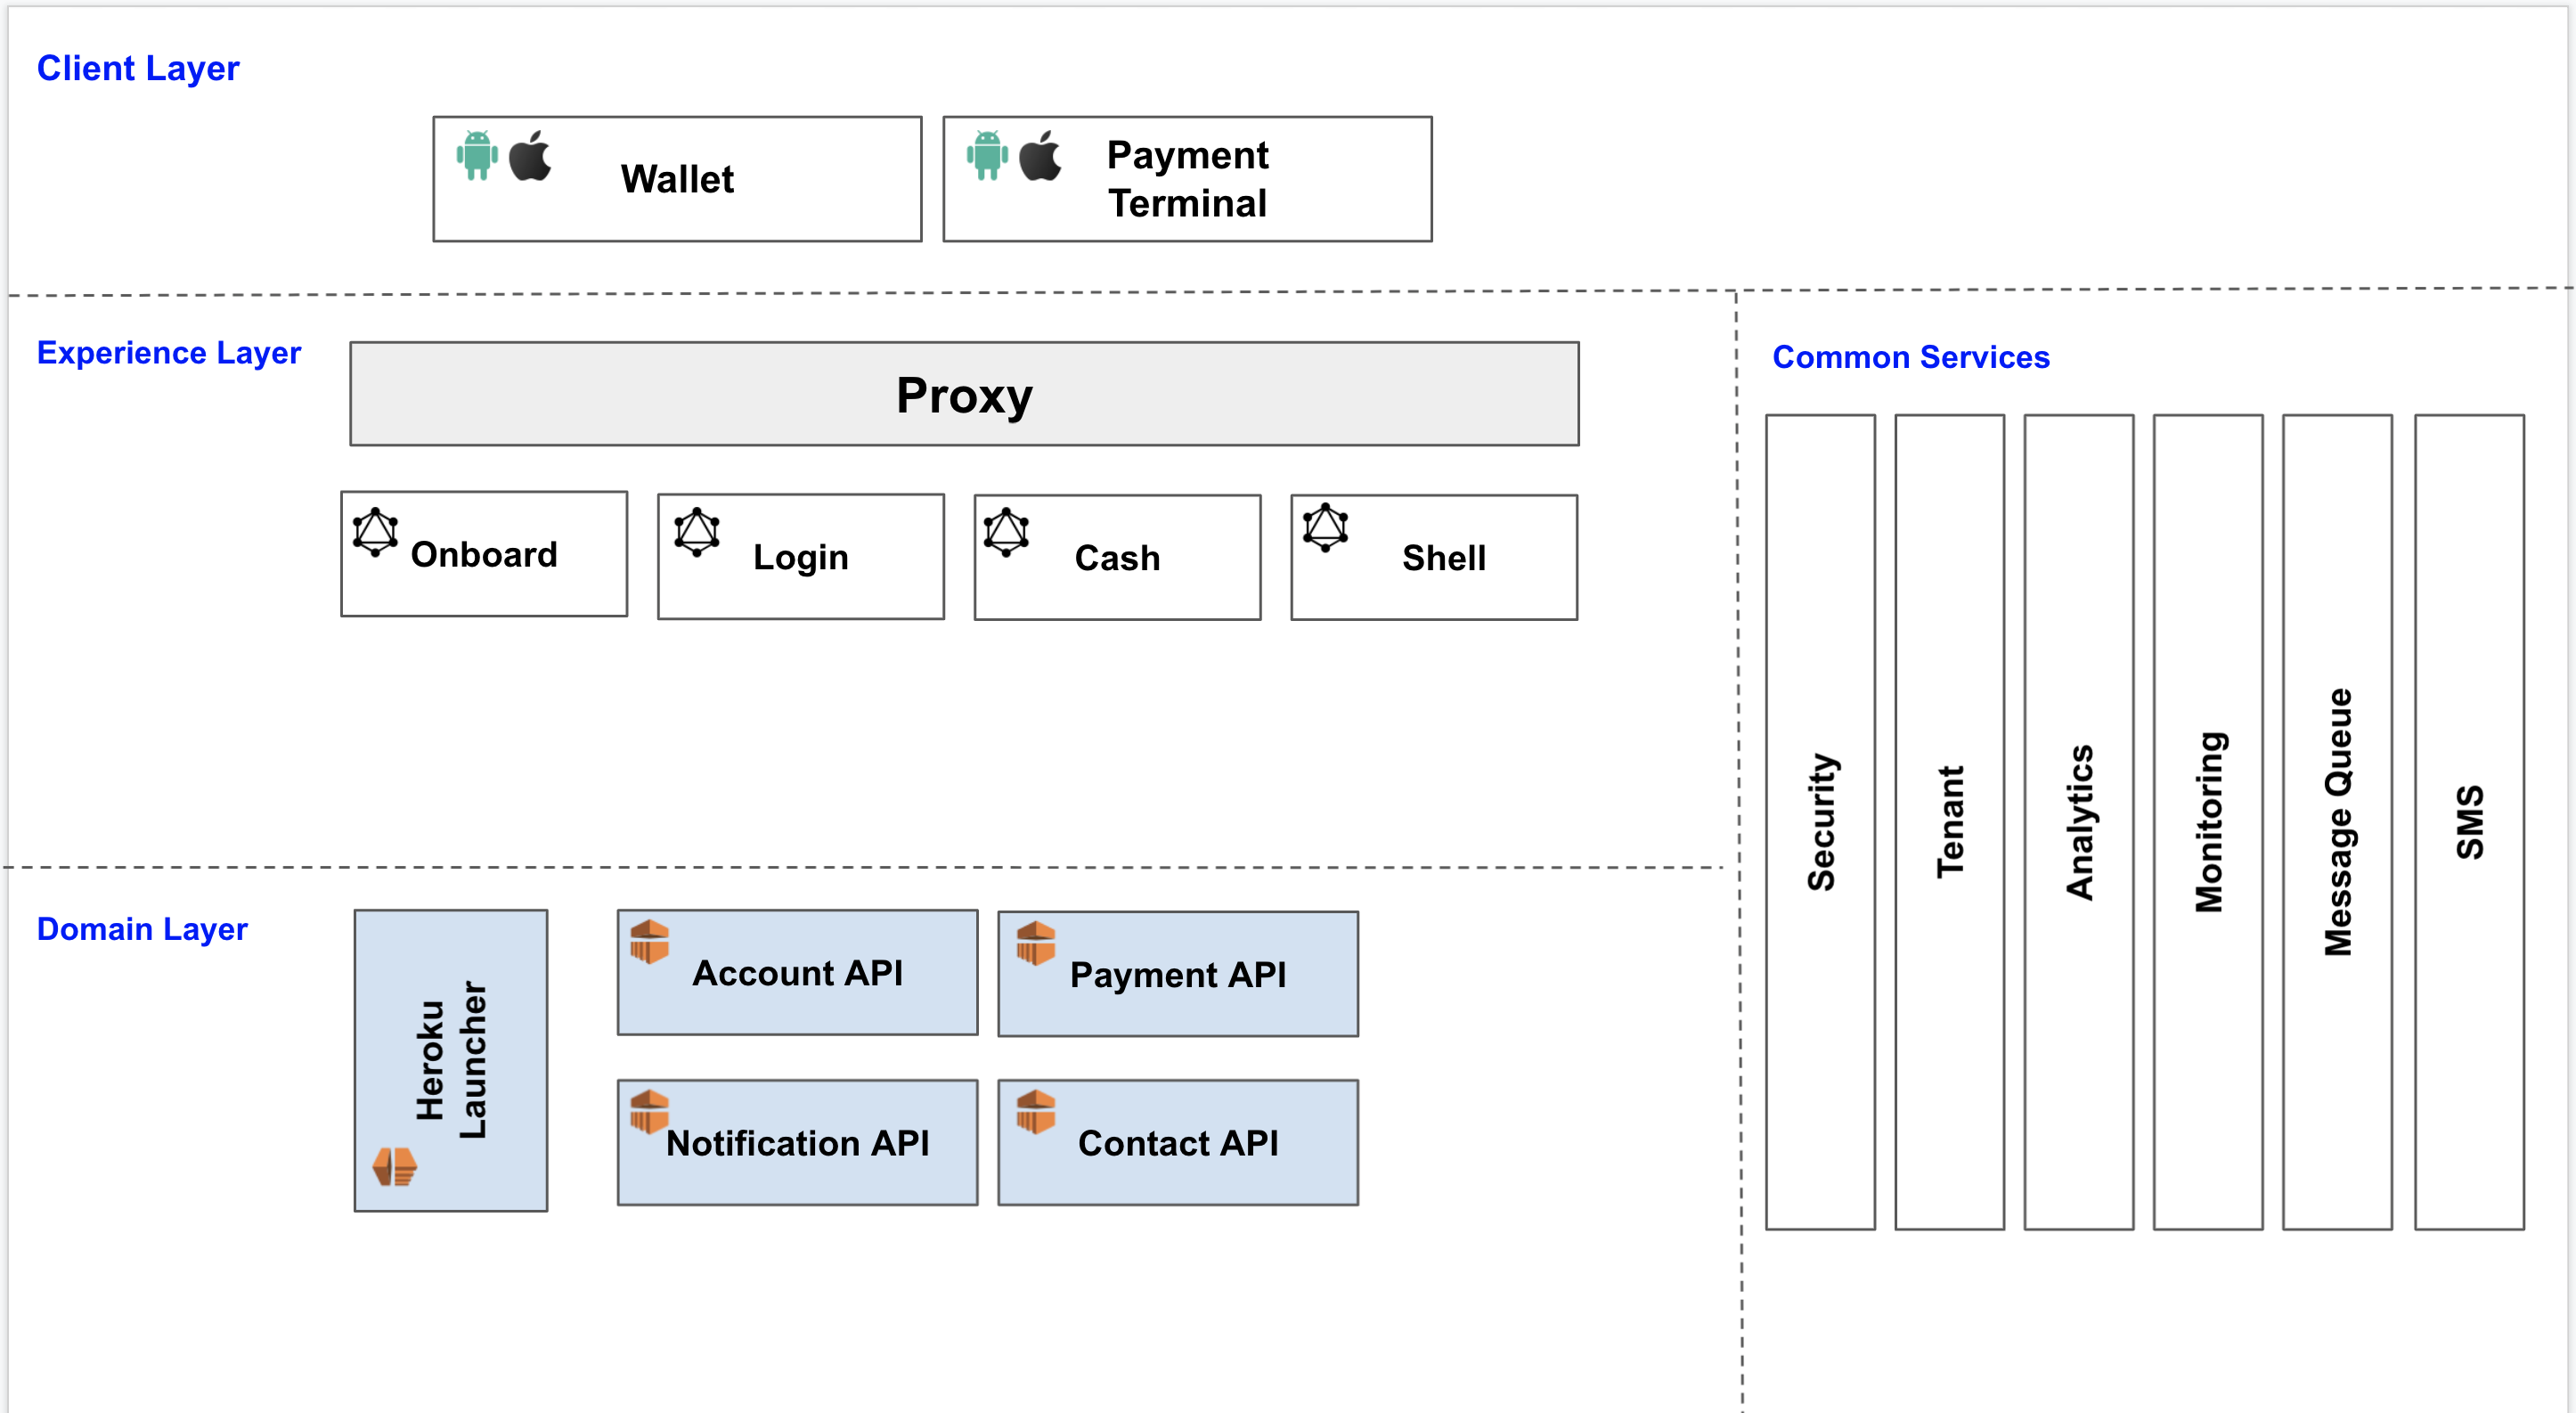 Client Layer
Wallet
Payment
Terminal
Experience Layer
Proxy
Onboard
Login
Cash
Shell
Common Services
Security
Tenant
Analytics
Monitoring
Message Queue
SMS
Domain Layer
Heroku
Launcher
Account API
Payment API
Notification API
Contact API